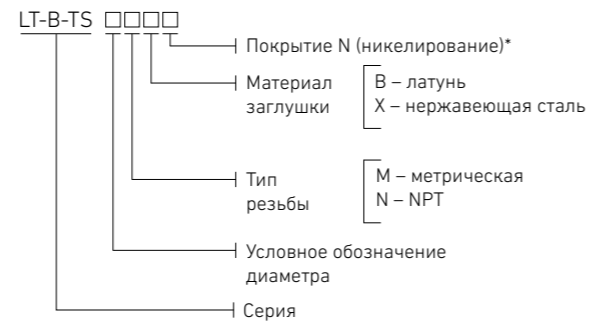 LT-B-TS □□□□
Покрытие N (никелирование)*
Материал
заглушки
B – латунь
X – нержавеющая сталь
Тип
резьбы
M – метрическая
N – NPT
Условное обозначение
диаметра
Серия